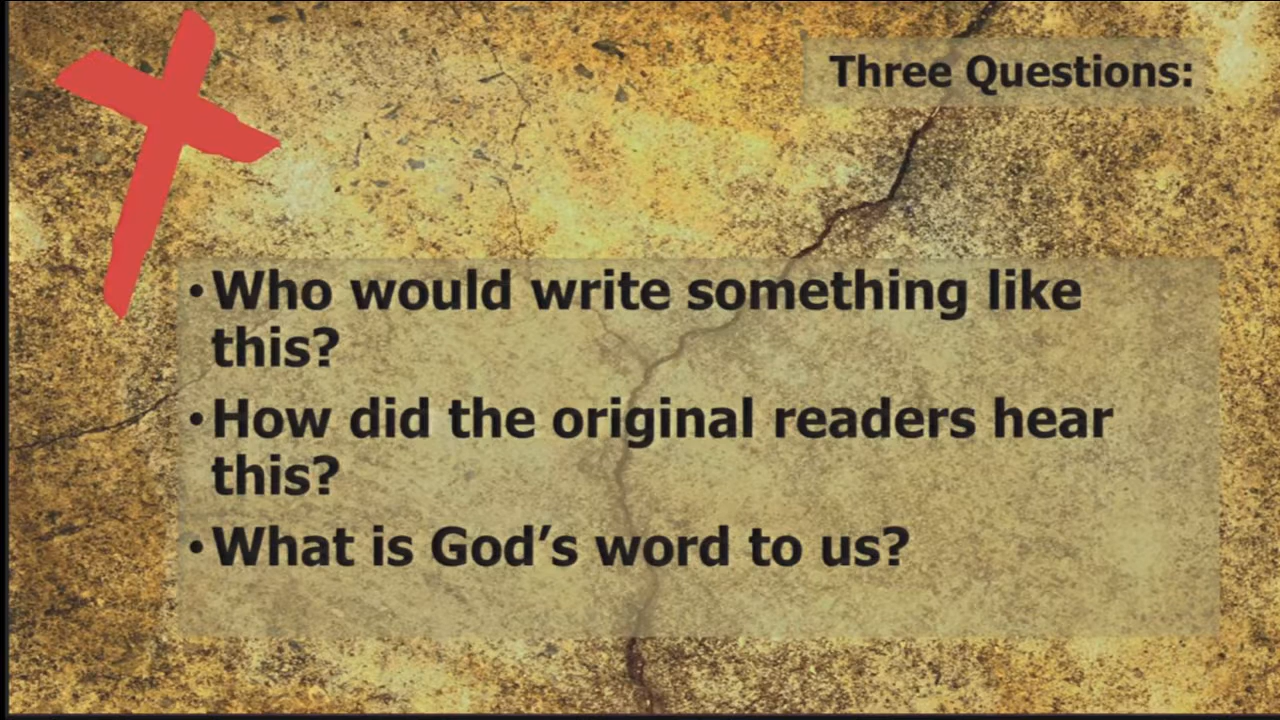 Three Questions:
•Who would write something like
this?
•How did the original readers hear
this?
•What is God’s word to us?